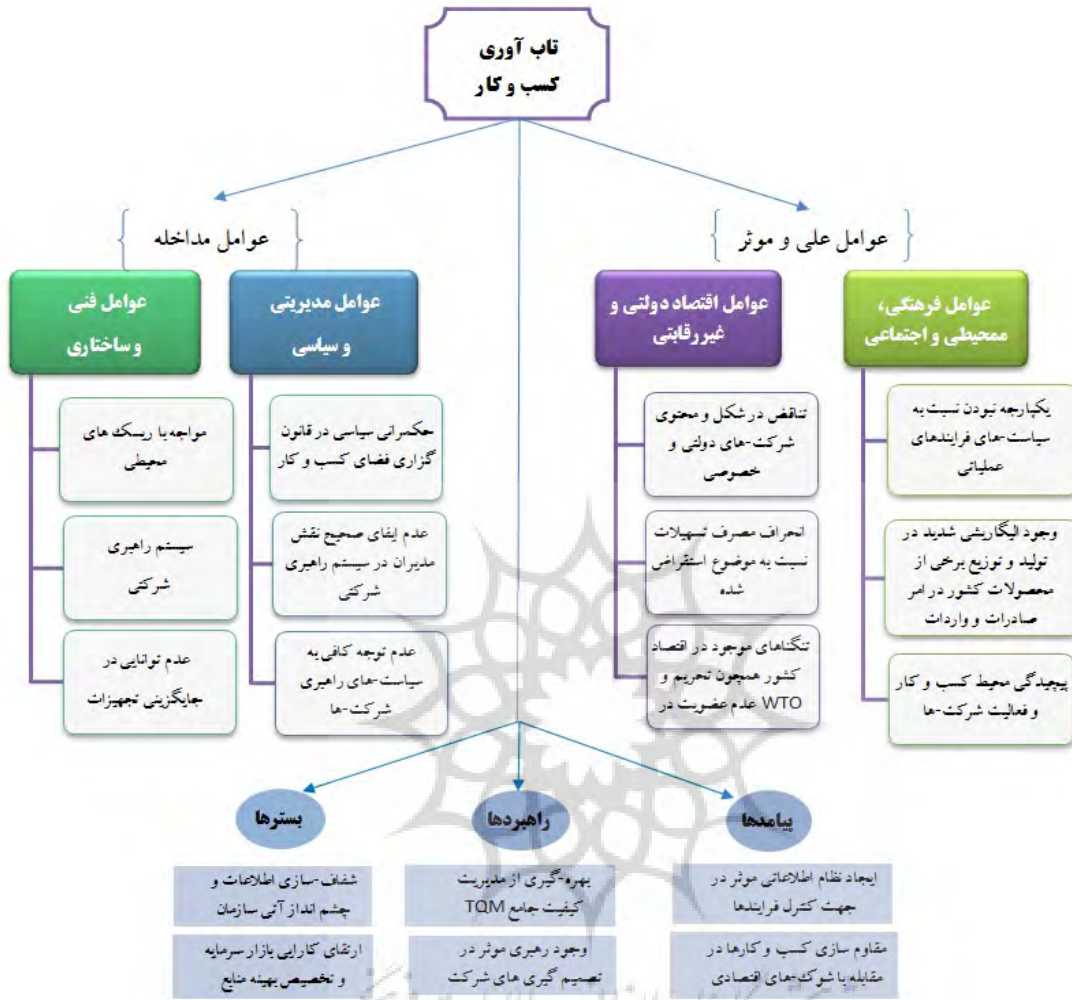 تاب آوری
کسب و کار
عوامل علی و موثر
عوامل مداخله
عوامل فرهنگی،
ممحیطی و اجتماعی
یکپارچه نبودن نسبت به
سیاست-های فرایندهای
عملیاتی
وجود الیگارپشی شدید در
تولید و توزیع برخی از
محصولات کشور در امر
صادرات و واردات
پیچیدگی محیط کسب و کار
و فعالیت شرکت-ها
عوامل اقتصاد دولتی و
غیررقابتی
تناقض در شکل و محتوی
شرکت-های دولتی و
خصوصی
انحراف مصرف تسهیلات
نسبت به موضوع استقراض
شده
تنگناهای موجود در اقتصاد
کشور همچون تحریم و
WTO عدم عضویت در
عوامل مدیریتی
و سیاسی
حکمرانی سیاسی در قانون
گزاری فضای کسب و کار
عدم ایفای صحیح نقش
مدیران در سیستم راهبری
شرکتی
عدم توجه کافی به
سیاست-های راهبری
شرکت-ها
عوامل فنی
و ساختاری
مواجه با ریسک های
محیطی
سیستم راهبری
شرکتی
عدم توانایی در
جایگزینی تجهیزات
پیامدها
ایجاد نظام اطلاعاتی موثر در
جهت کنترل فرایندها
مقاوم سازی کسب و کارها در
مقابله با شوک-های اقتصادی
راهبردها
بهره-گیری از مدیریت
کیفیت جامع TQM
وجود رهبری موثر در
تصمیم گیری های شرکت
بسترها
شفاف-سازی اطلاعات و
چشم انداز آتی سازمان
ارتقای کارایی بازار سرمایه
و تخصیص بهینه منابع